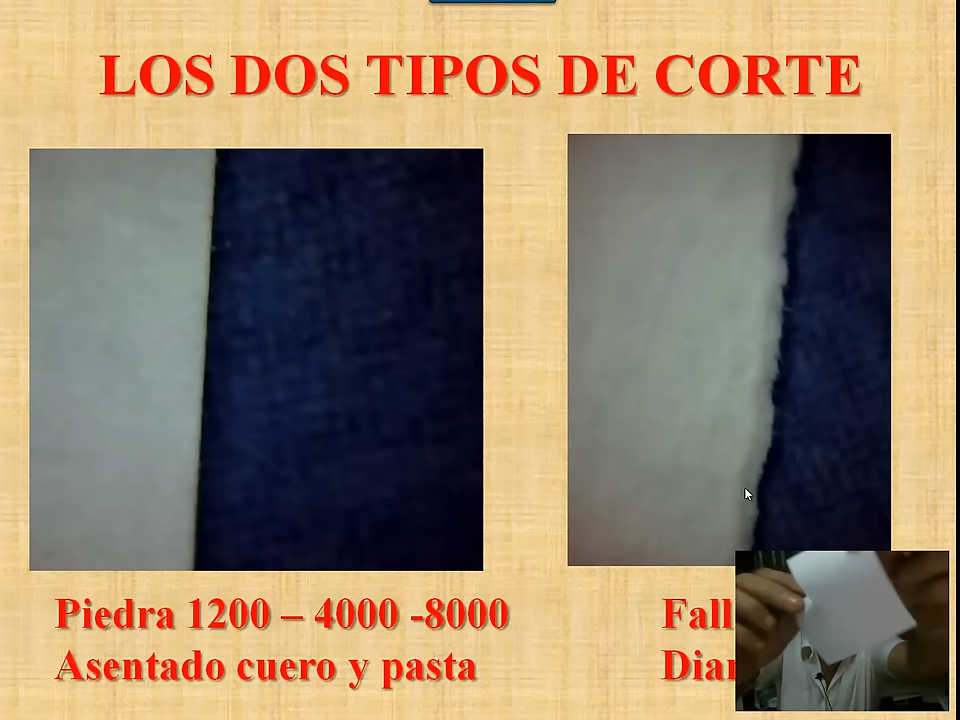 LOS DOS TIPOS DE CORTE
Piedra 1200 – 4000 -8000
Asentado cuero y pasta